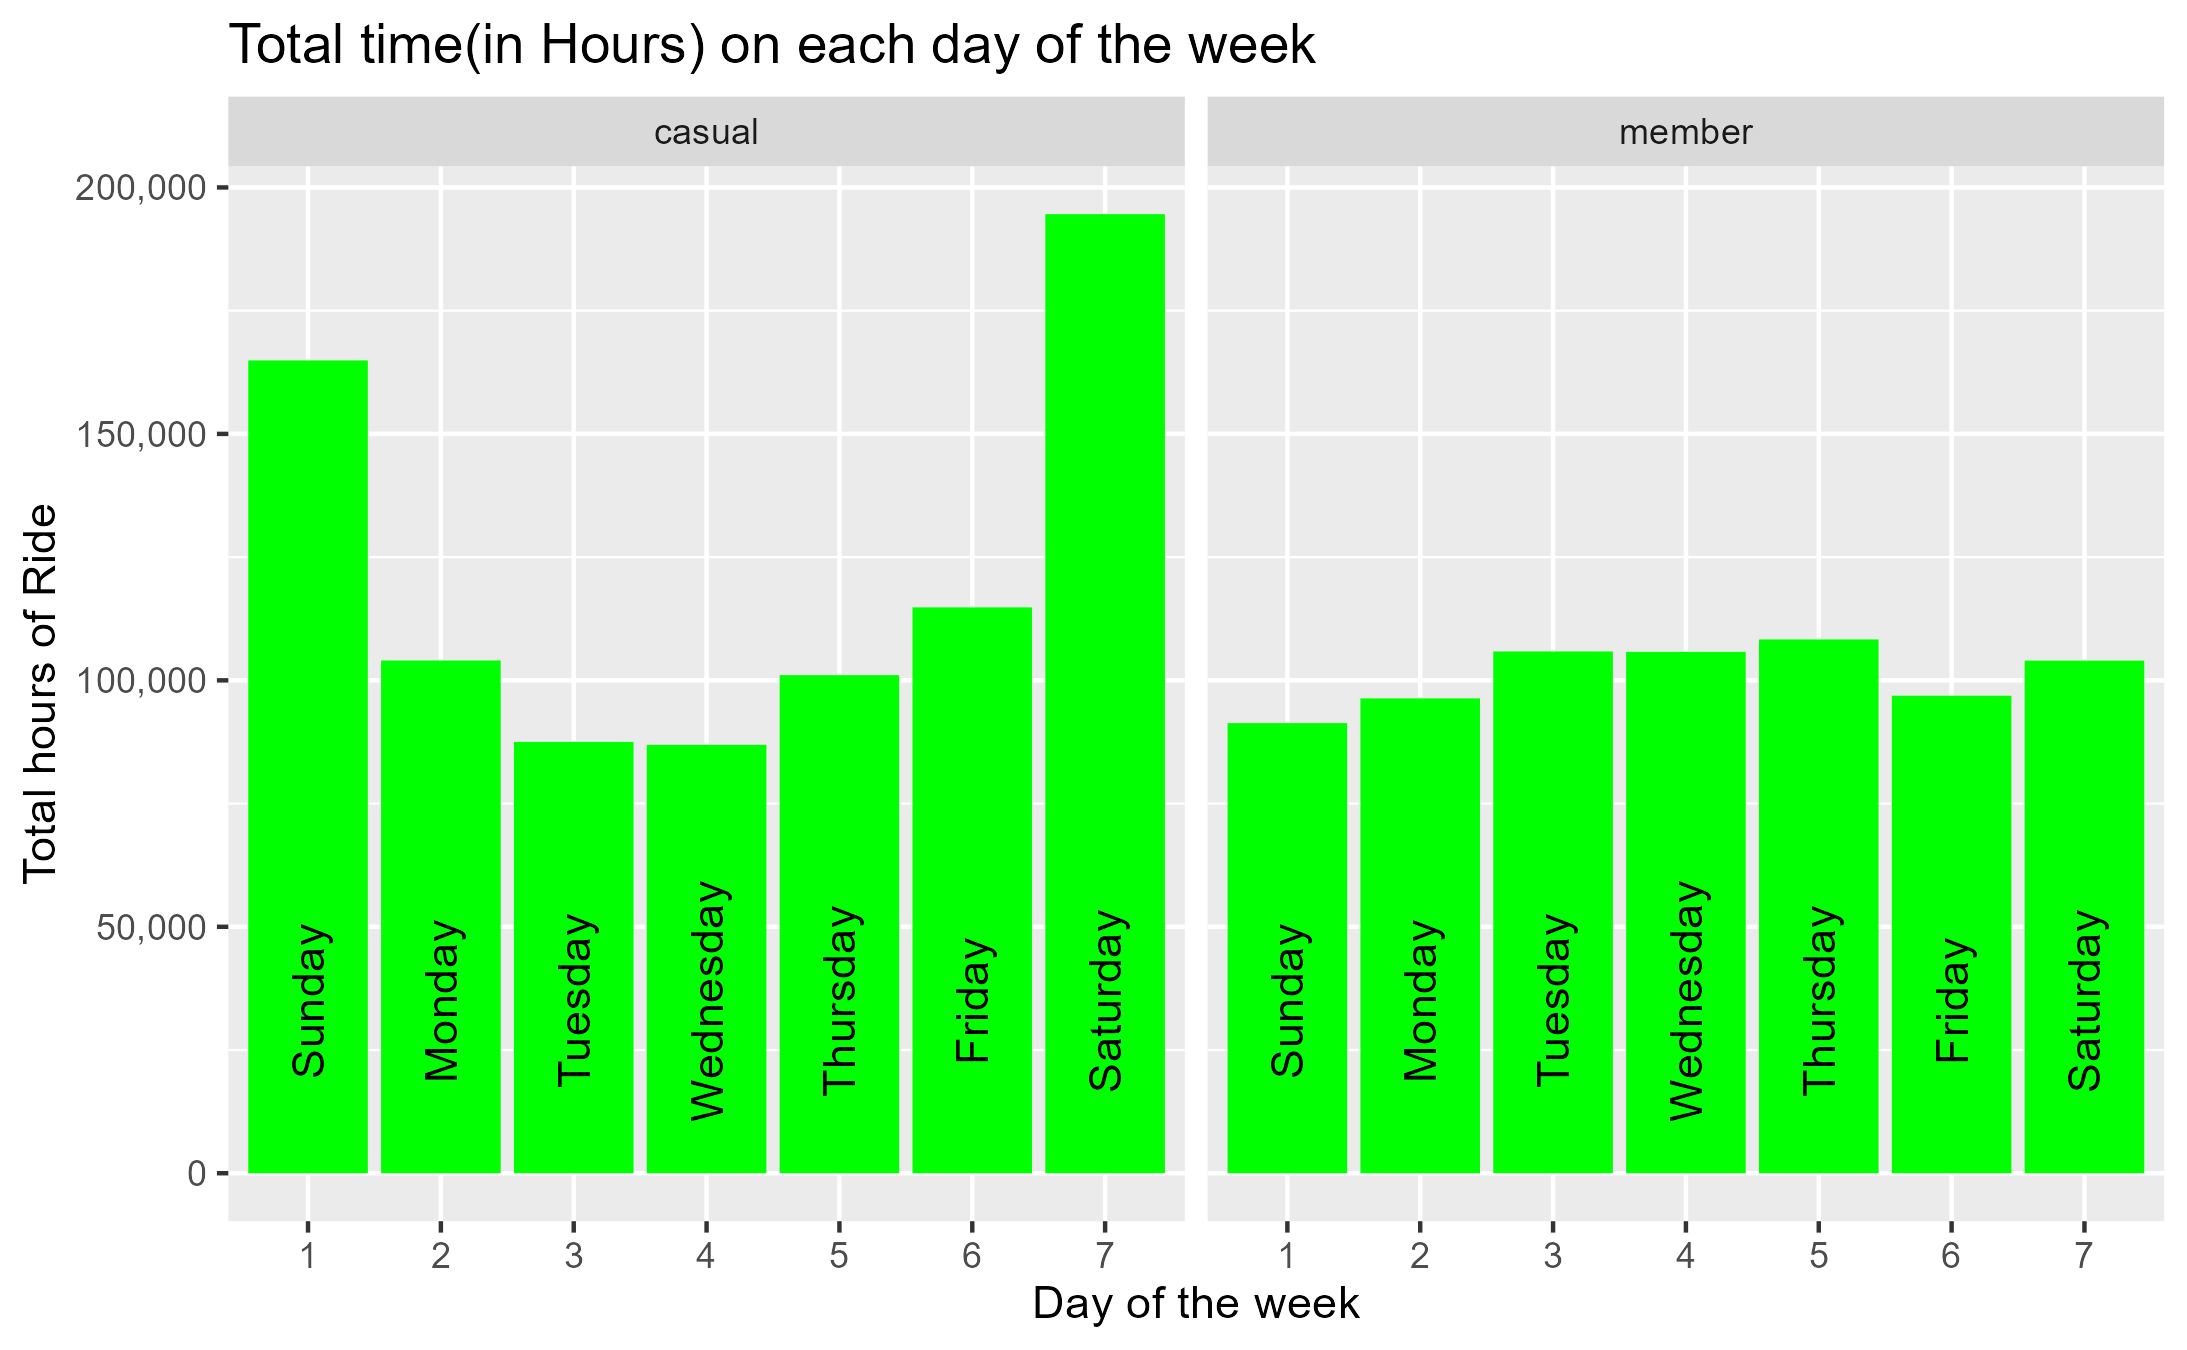 Total time(in Hours) on each day of the week
casual
member
Total hours of Ride
200,000
150,000
100,000
50,000
0
Sunday
Monday
Tuesday
Wednesday
Thursday
Friday
Saturday
Sunday
Monday
Tuesday
Wednesday
Thursday
Friday
Saturday
1 2 3 4 5 6 7
1 2 3 4 5 6 7
Day of the week